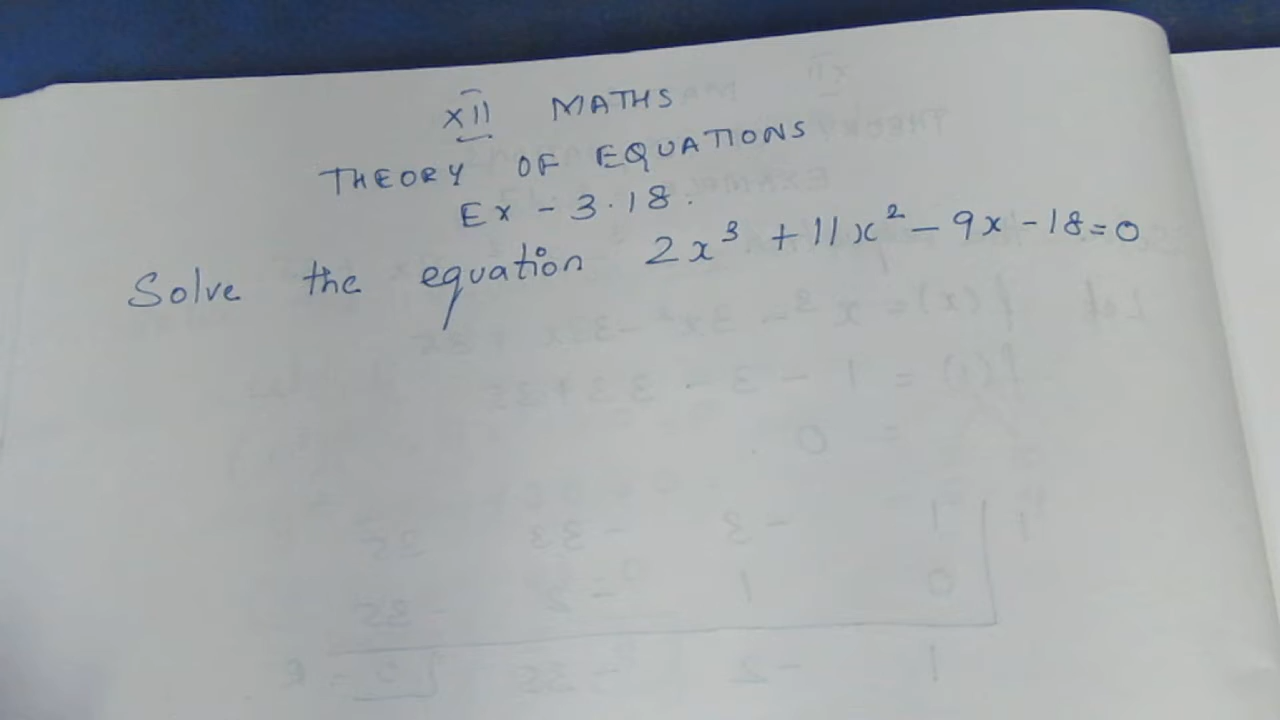 XII MATHS
THEORY OF EQUATIONS
Ex - 3.18.
Solve the equation 2x³ + 11x² - 9x - 18 = 0